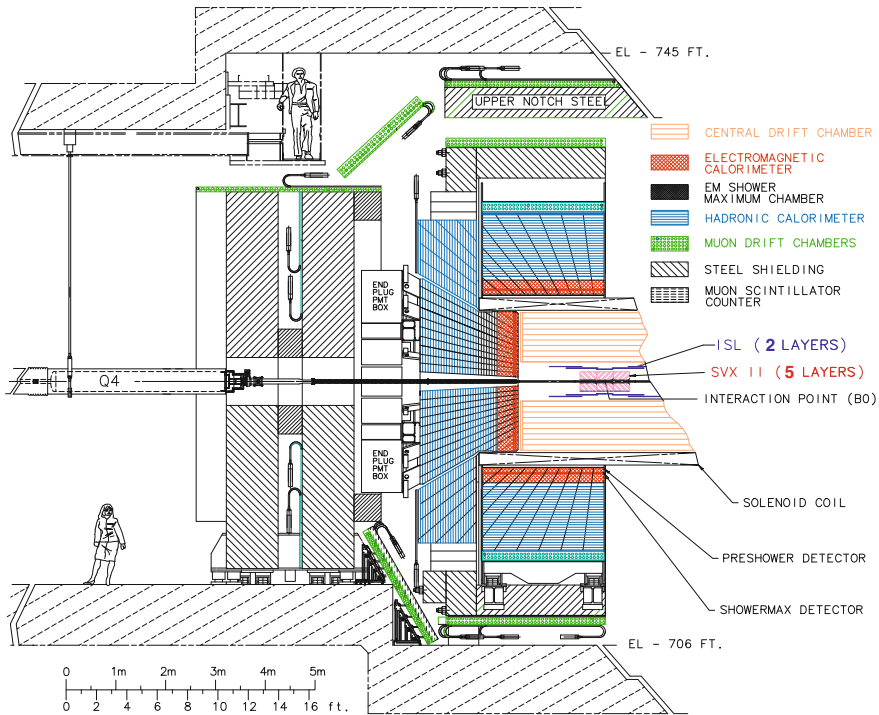 EL - 745 FT.
UPPER NOTCH STEEL
CENTRAL DRIFT CHAMBER
ELECTROMAGNETIC
CALORIMETER
EM SHOWER
MAXIMUM CHAMBER
HADRONIC CALORIMETER
MUON DRIFT CHAMBERS
STEEL SHIELDING
MUON SCINTILLATOR
COUNTER
END
PLUG
PMT
BOX
ISL (2 LAYERS)
SVX II (5 LAYERS)
INTERACTION POINT (B0)
Q4
END
PLUG
PMT
BOX
SOLENOID COIL
PRESHOWER DETECTOR
SHOWERMAX DETECTOR
EL - 706 FT.
0 1m 2m 3m 4m 5m
0 2 4 6 8 10 12 14 16 ft.